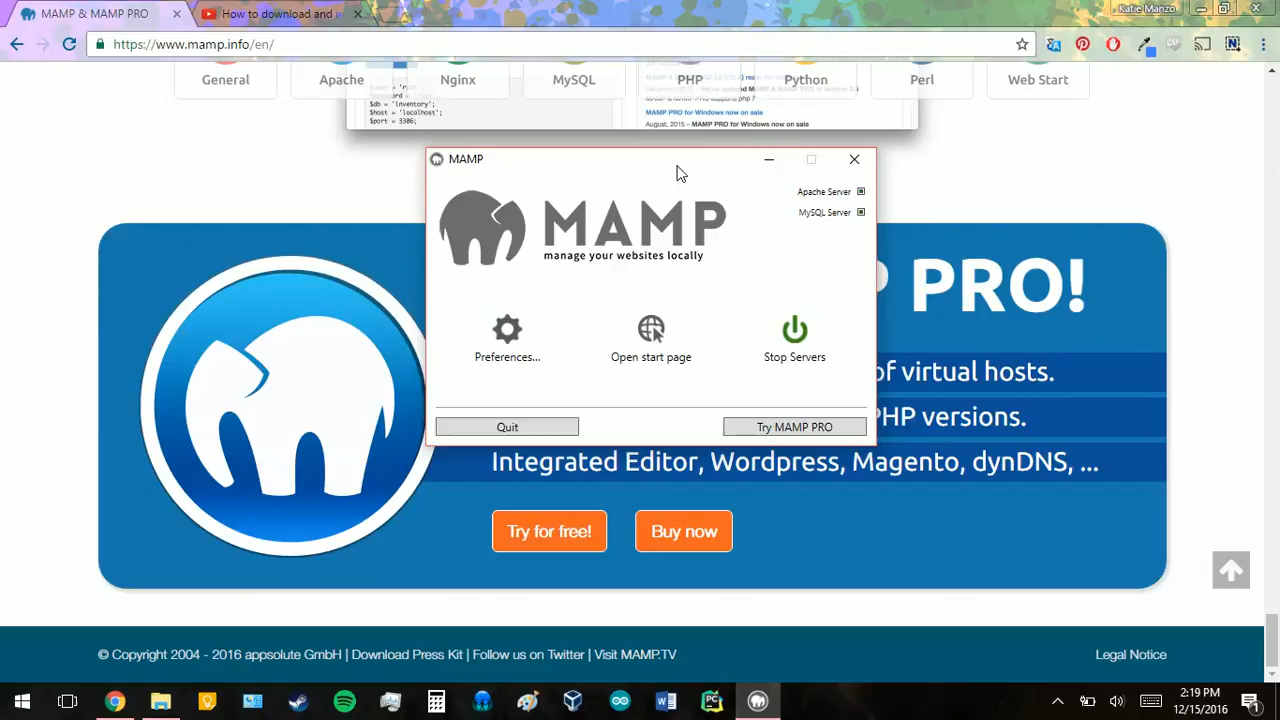 MAMP & MAMP PRO
How to download and i
Katie Manzo
https://www.mamp.info/en/
General
Apache
Nginx
MySQL
PHP
Python
Perl
Web Start
$db = 'inventory';
$host = 'localhost';
$port = 3306;
MAMP PRO for Windows now on sale
August, 2015 – MAMP PRO for Windows now on sale
MAMP
Apache Server
MySQL Server
MAMP
manage your websites locally
Preferences...
Open start page
Stop Servers
Quit
Try MAMP PRO
P PRO!
of virtual hosts.
PHP versions.
Integrated Editor, Wordpress, Magento, dynDNS, ...
Try for free!
Buy now
© Copyright 2004 - 2016 appsolute GmbH | Download Press Kit | Follow us on Twitter | Visit MAMP.TV
Legal Notice
2:19 PM
12/15/2016